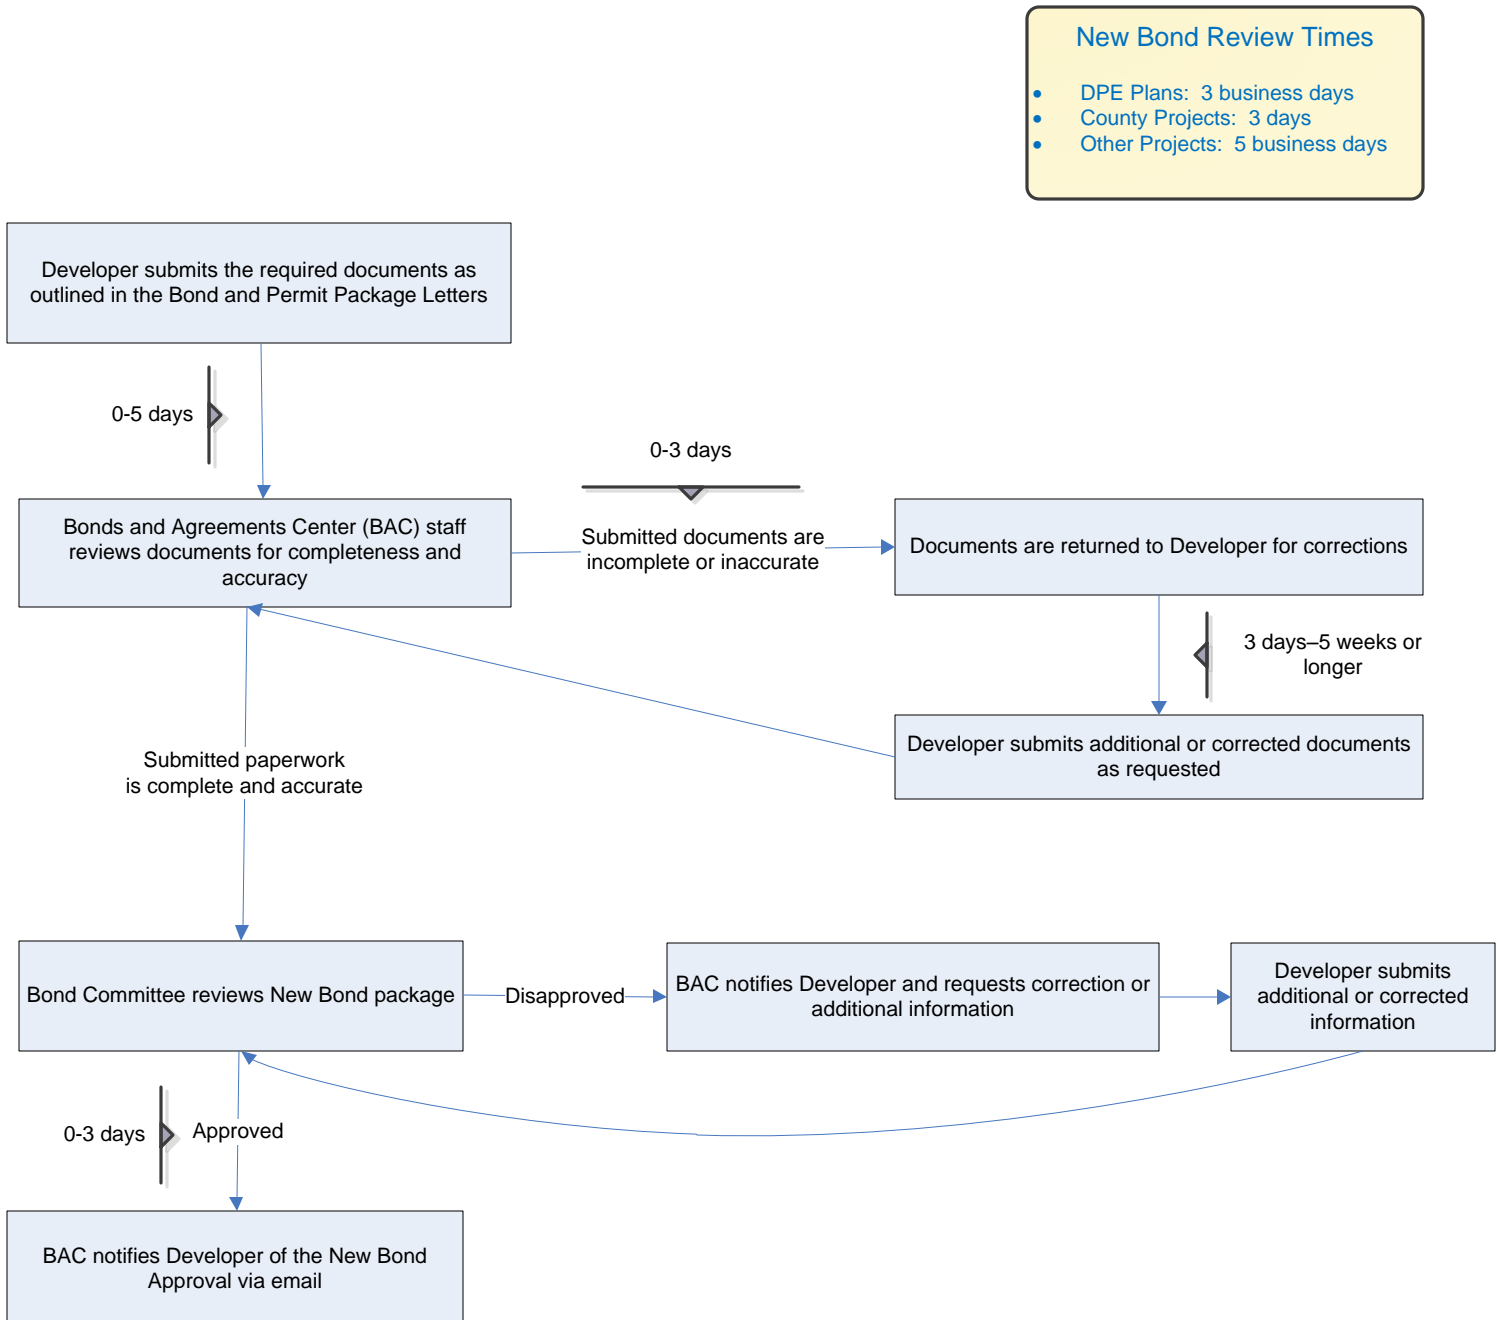 New Bond Review Times
• DPE Plans: 3 business days
• County Projects: 3 days
• Other Projects: 5 business days
Developer submits the required documents as
outlined in the Bond and Permit Package Letters
0-5 days
0-3 days
Bonds and Agreements Center (BAC) staff
reviews documents for completeness and
accuracy
Submitted documents are
incomplete or inaccurate
Documents are returned to Developer for corrections
3 days–5 weeks or
longer
Developer submits additional or corrected documents
as requested
Submitted paperwork
is complete and accurate
Bond Committee reviews New Bond package
Disapproved
BAC notifies Developer and requests correction or
additional information
Developer submits
additional or corrected
information
0-3 days
Approved
BAC notifies Developer of the New Bond
Approval via email